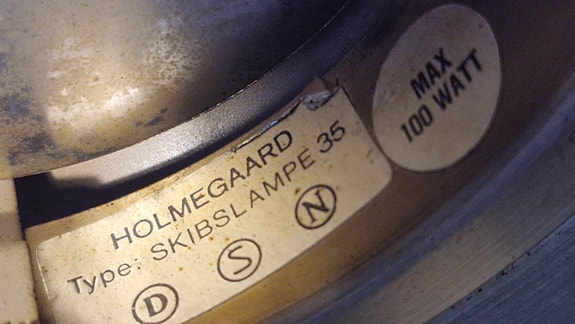 HOLMEGAARD
Type: SKIBSLAMPE 35
D S N
MAX
100 WATT